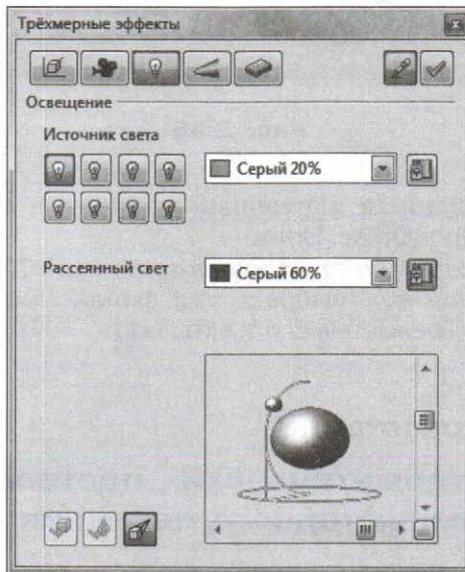 Трёхмерные эффекты
Освещение
Источник света
Серый 20%
Рассеянный свет
Серый 60%